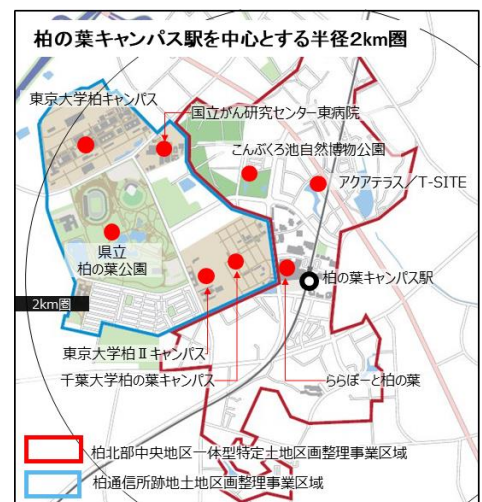 柏の葉キャンパス駅を中心とする半径2km圏
東京大学柏キャンパス
国立がん研究センター東病院
こんぶくろ池自然博物公園
アクアテラス/T-SITE
県立
柏の葉公園
柏の葉キャンパス駅
2km圏
東京大学柏Ⅱキャンパス
千葉大学柏の葉キャンパス
ららぽーと柏の葉
柏北部中央地区一体型特定土地区画整理事業区域
柏通信所跡地土地区画整理事業区域